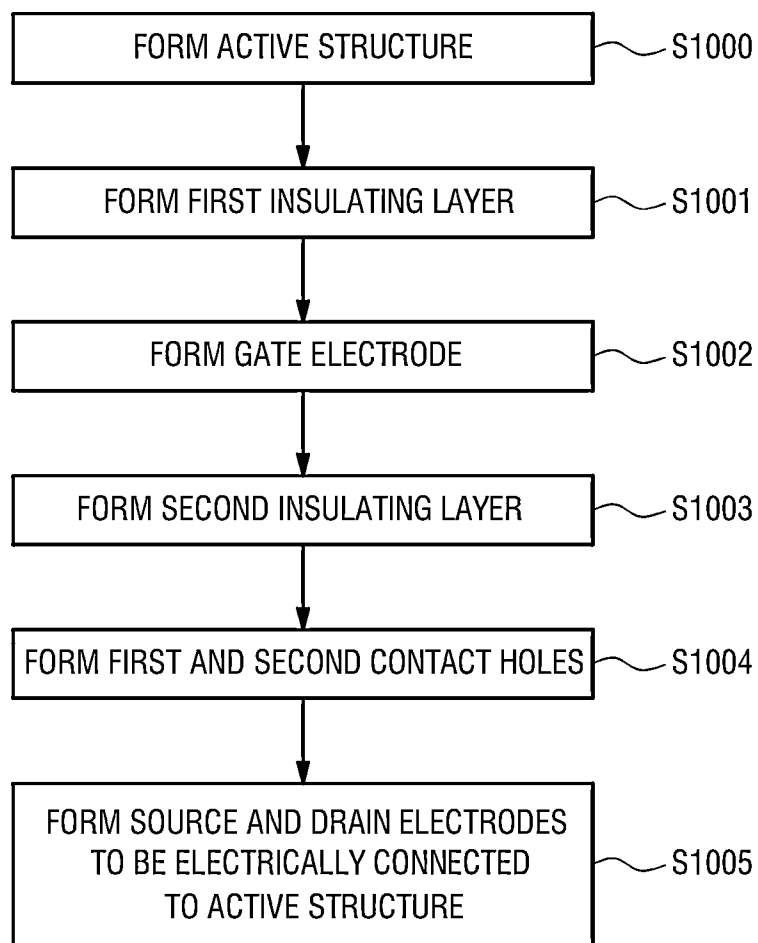 FORM ACTIVE STRUCTURE
S1000
FORM FIRST INSULATING LAYER
S1001
FORM GATE ELECTRODE
S1002
FORM SECOND INSULATING LAYER
S1003
FORM FIRST AND SECOND CONTACT HOLES
S1004
FORM SOURCE AND DRAIN ELECTRODES
TO BE ELECTRICALLY CONNECTED
TO ACTIVE STRUCTURE
S1005